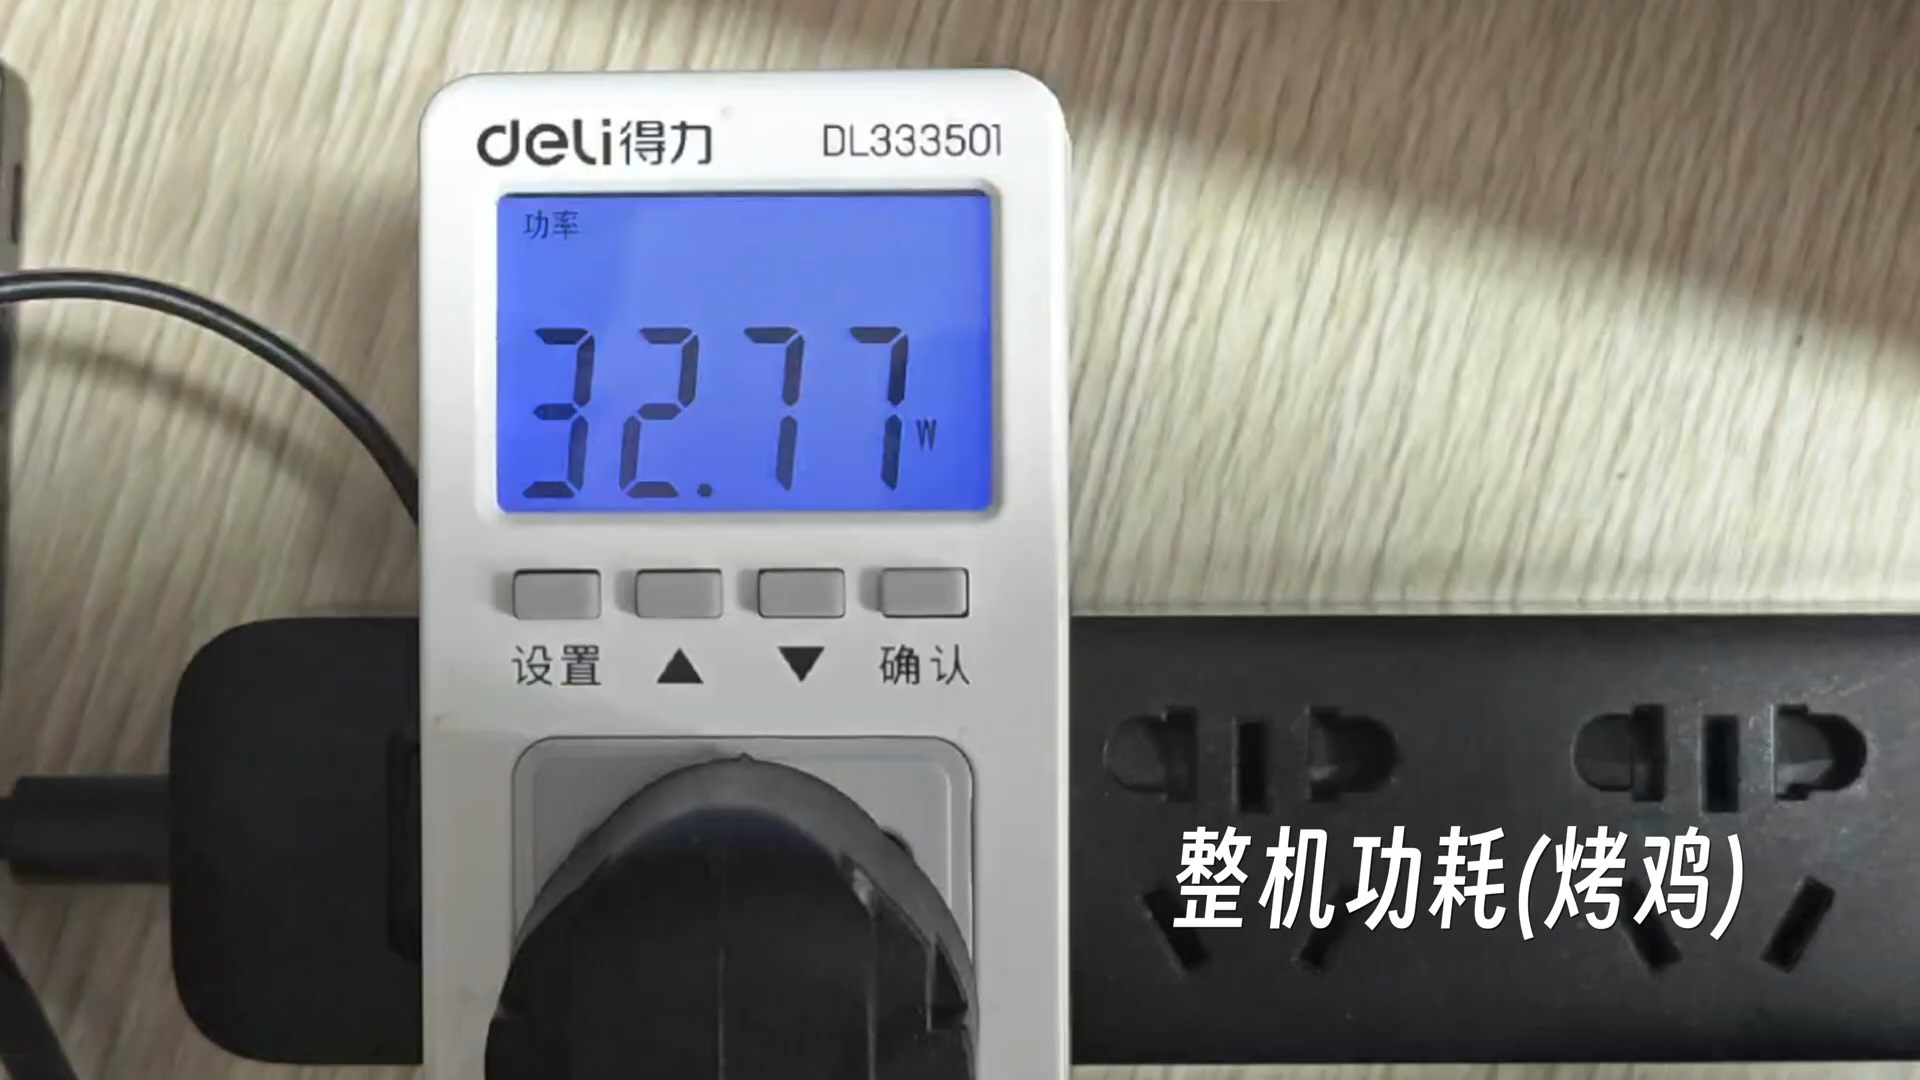 deli得力 DL333501
功率
32.77 W
设置 ▲ ▼ 确认
整机功耗(烤鸡)